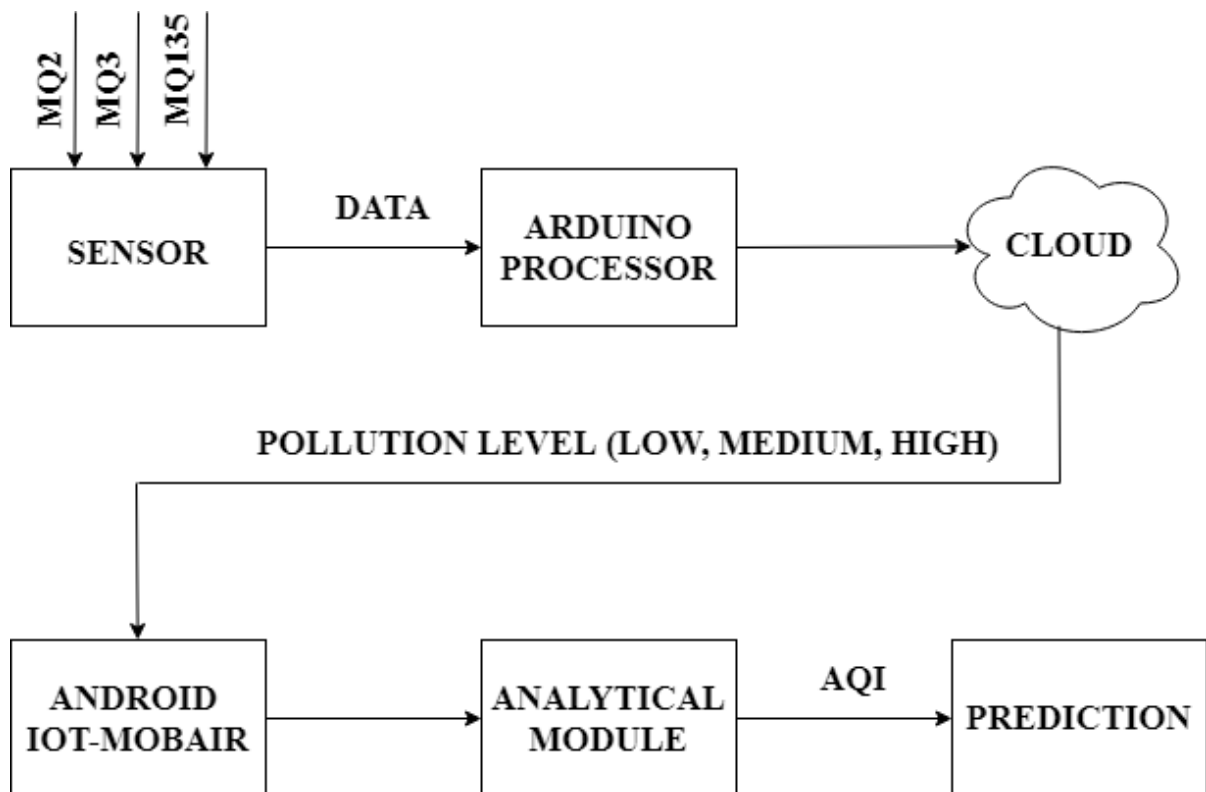 MQ2
MQ3
MQ135
SENSOR
DATA
ARDUINO
PROCESSOR
CLOUD
POLLUTION LEVEL (LOW, MEDIUM, HIGH)
ANDROID
IOT-MOBAIR
ANALYTICAL
MODULE
AQI
PREDICTION